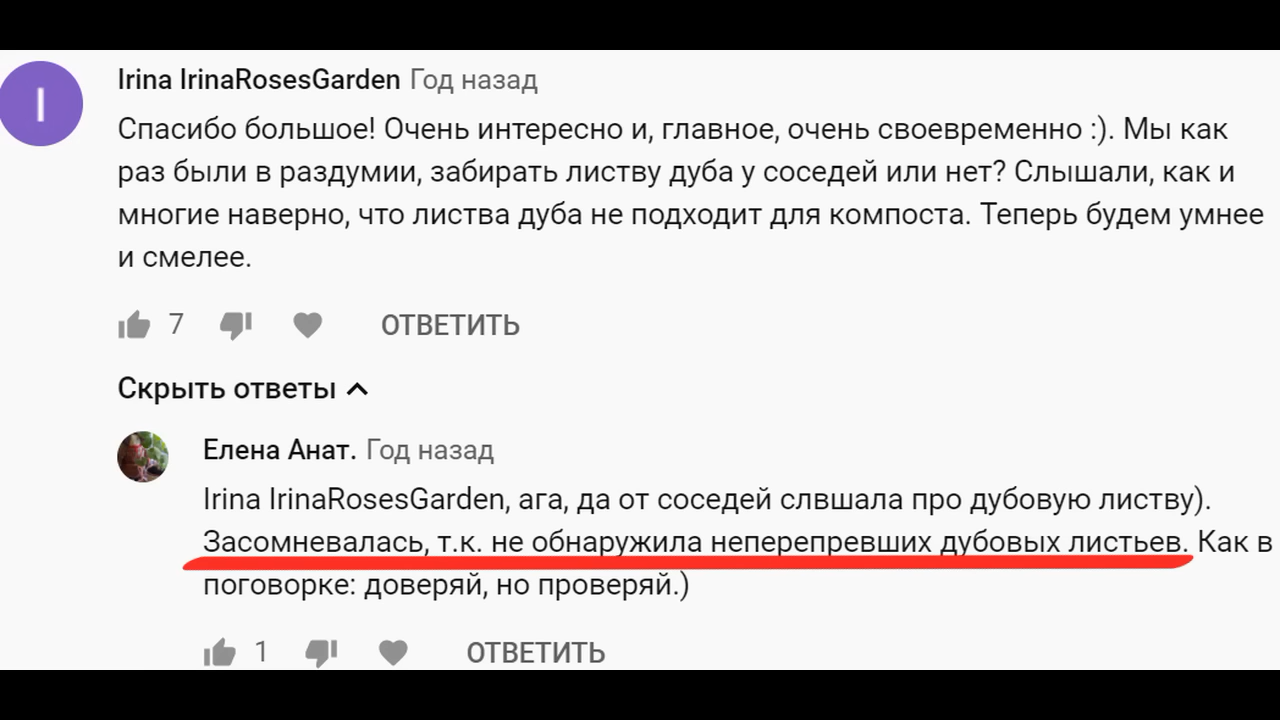 I
Irina IrinaRosesGarden Год назад
Спасибо большое! Очень интересно и, главное, очень своевременно :). Мы как
раз были в раздумии, забирать листву дуба у соседей или нет? Слышали, как и
многие наверно, что листва дуба не подходит для компоста. Теперь будем умнее
и смелее.
7 ОТВЕТИТЬ
Скрыть ответы
Елена Анат. Год назад
Irina IrinaRosesGarden, ага, да от соседей слвшала про дубовую листву).
Засомневалась, т.к. не обнаружила неперепревших дубовых листьев. Как в
поговорке: доверяй, но проверяй.)
1 ОТВЕТИТЬ